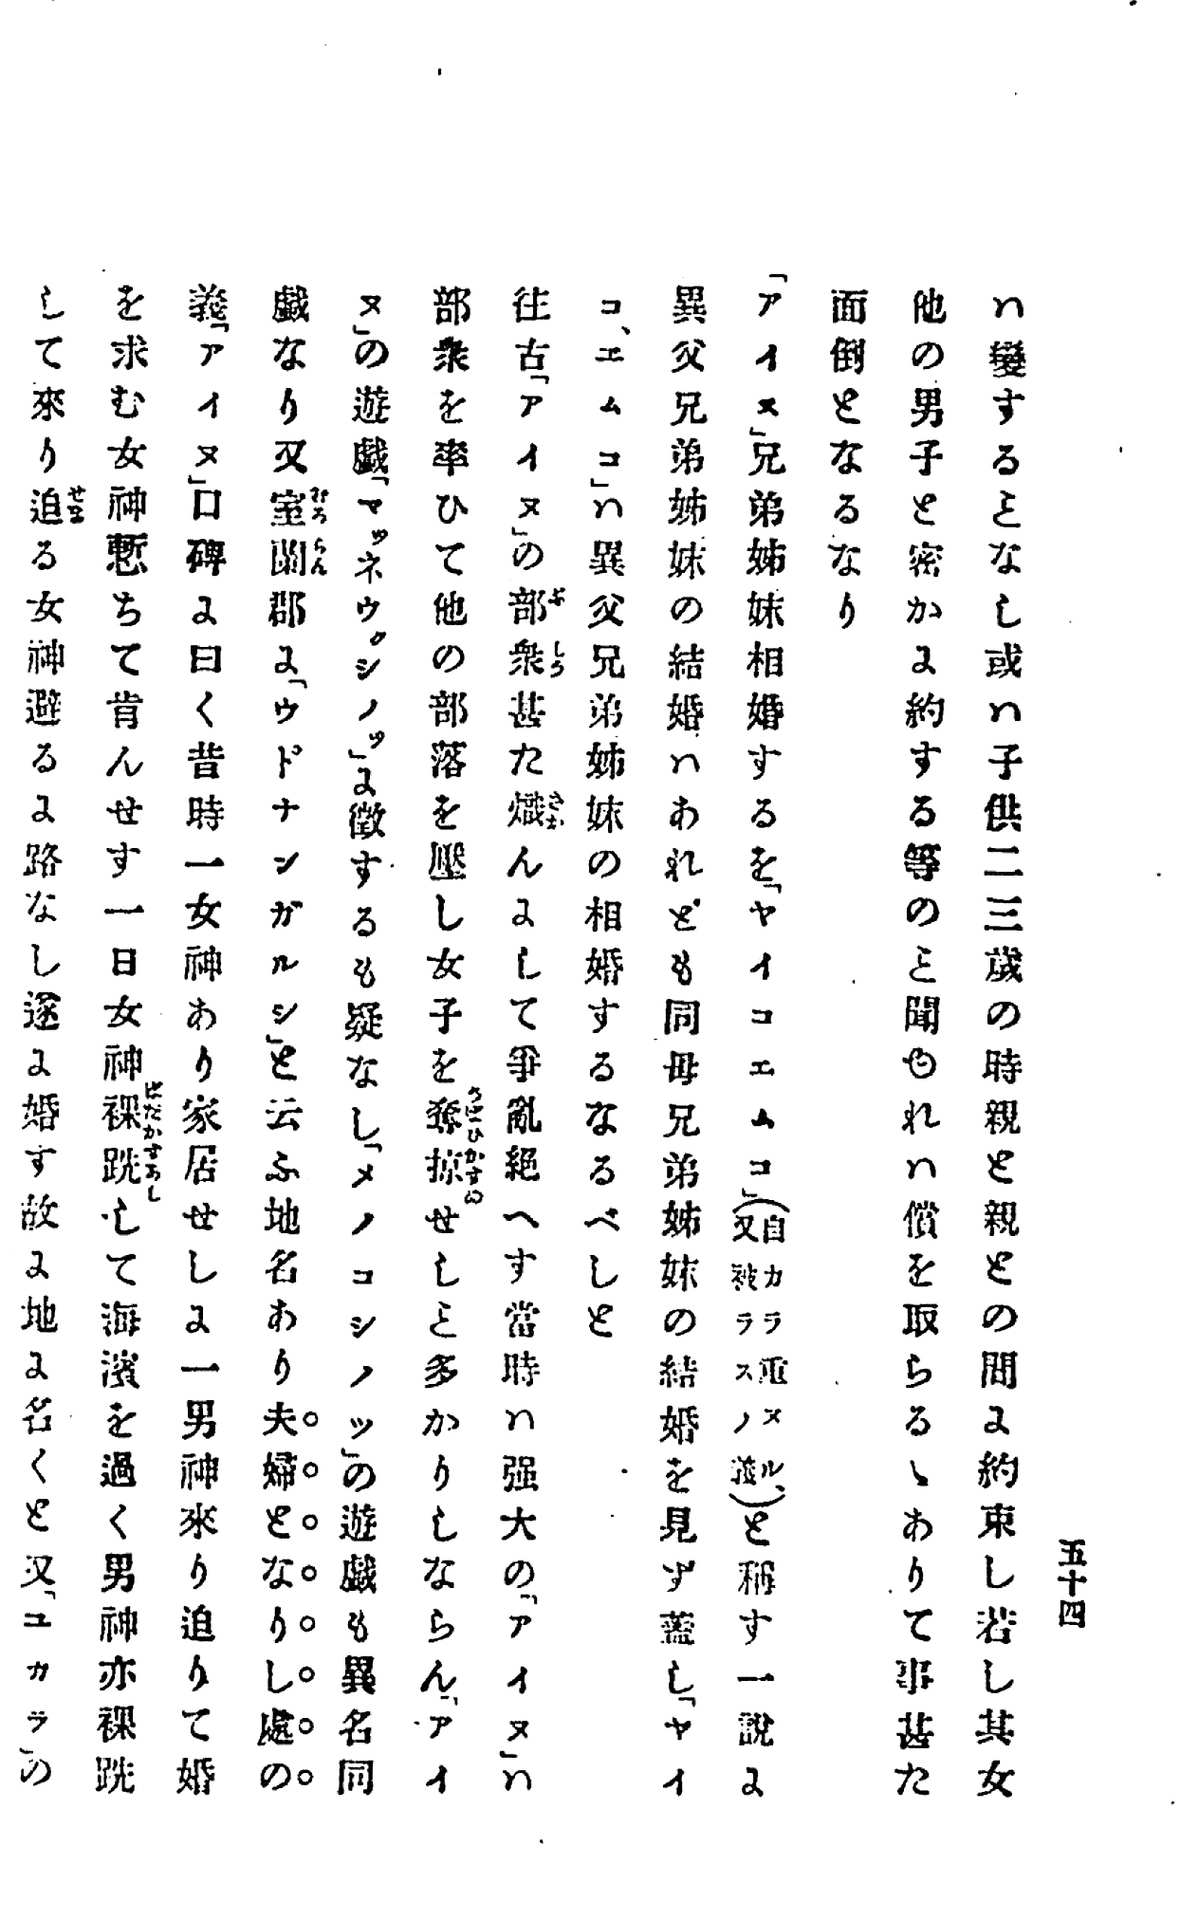 五十四
ハ變することなし或ハ子供二三歲の時親と親との間に約束し若し其女
他の男子と密かに約する等のこと聞ゆれハ償を取らるゝありて事甚た
面倒となるなり
「アイヌ」兄弟姊妹相婚するを「ヤイコエムコ」(自カラ重ヌル、又被ラスノ義)と稱す一說に
異父兄弟姊妹の結婚ハあれども同母兄弟姊妹の結婚を見ず蓋し「ヤイ
コ、エムコ」ハ異父兄弟姊妹の相婚するなるべしと
往古「アイヌ」の部衆甚た熾んにして爭亂絕へす當時ハ强大の「アイヌ」ハ
部衆を率ひて他の部落を壓し女子を奪掠せしこと多かりしならん「アイ
ヌ」の遊戲「マッネウㇰシノッ」に徵するも疑なし「メノコシノッ」の遊戲も異名同
戲なり又室蘭郡に「ウドナンガルシ」と云ふ地名あり夫婦となりし處の
義「アイヌ」口碑に曰く昔時一女神あり家居せしに一男神來り迫りて婚
を求む女神慙ちて肯んせす一日女神裸跣して海濱を過く男神亦裸跣
して來り迫る女神避るに路なし遂に婚す故に地に名くと又「ユカラ」の